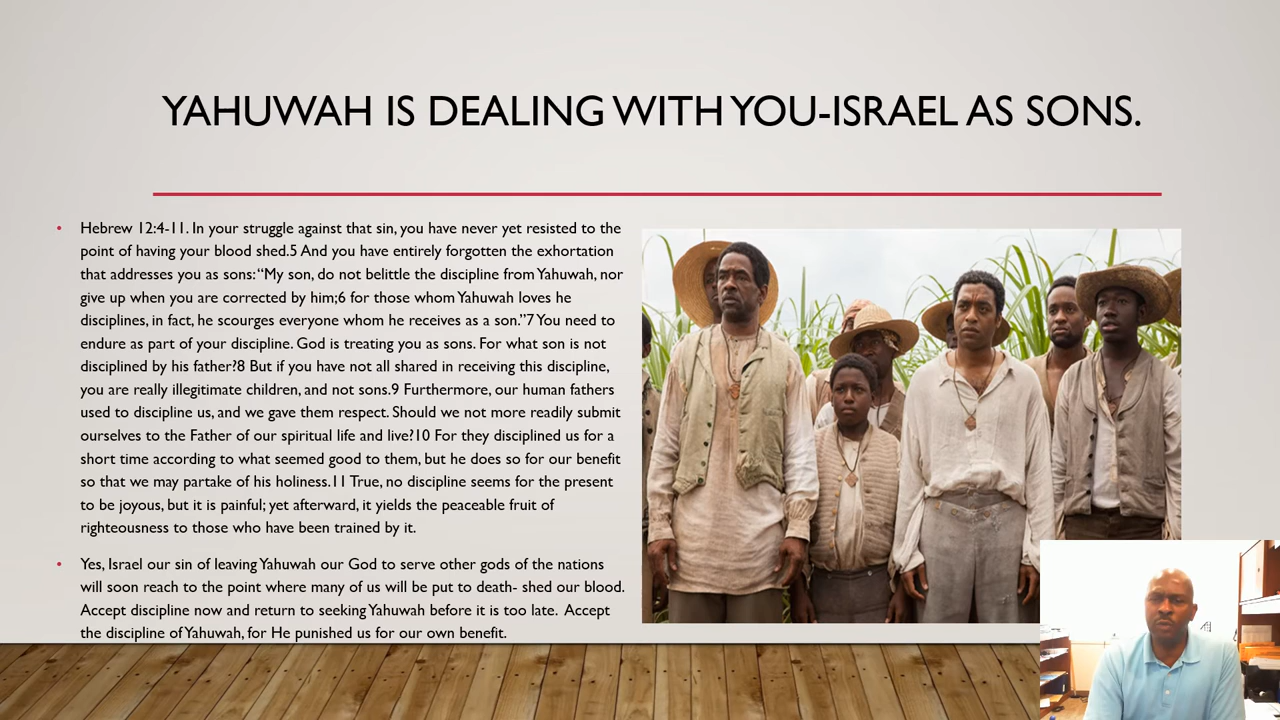 YAHUWAH IS DEALING WITH YOU-ISRAEL AS SONS.
• Hebrew 12:4-11. In your struggle against that sin, you have never yet resisted to the
point of having your blood shed.5 And you have entirely forgotten the exhortation
that addresses you as sons: “My son, do not belittle the discipline from Yahuwah, nor
give up when you are corrected by him;6 for those whom Yahuwah loves he
disciplines, in fact, he scourges everyone whom he receives as a son.”7 You need to
endure as part of your discipline. God is treating you as sons. For what son is not
disciplined by his father?8 But if you have not all shared in receiving this discipline,
you are really illegitimate children, and not sons.9 Furthermore, our human fathers
used to discipline us, and we gave them respect. Should we not more readily submit
ourselves to the Father of our spiritual life and live?10 For they disciplined us for a
short time according to what seemed good to them, but he does so for our benefit
so that we may partake of his holiness.11 True, no discipline seems for the present
to be joyous, but it is painful; yet afterward, it yields the peaceable fruit of
righteousness to those who have been trained by it.
• Yes, Israel our sin of leaving Yahuwah our God to serve other gods of the nations
will soon reach to the point where many of us will be put to death- shed our blood.
Accept discipline now and return to seeking Yahuwah before it is too late. Accept
the discipline of Yahuwah, for He punished us for our own benefit.